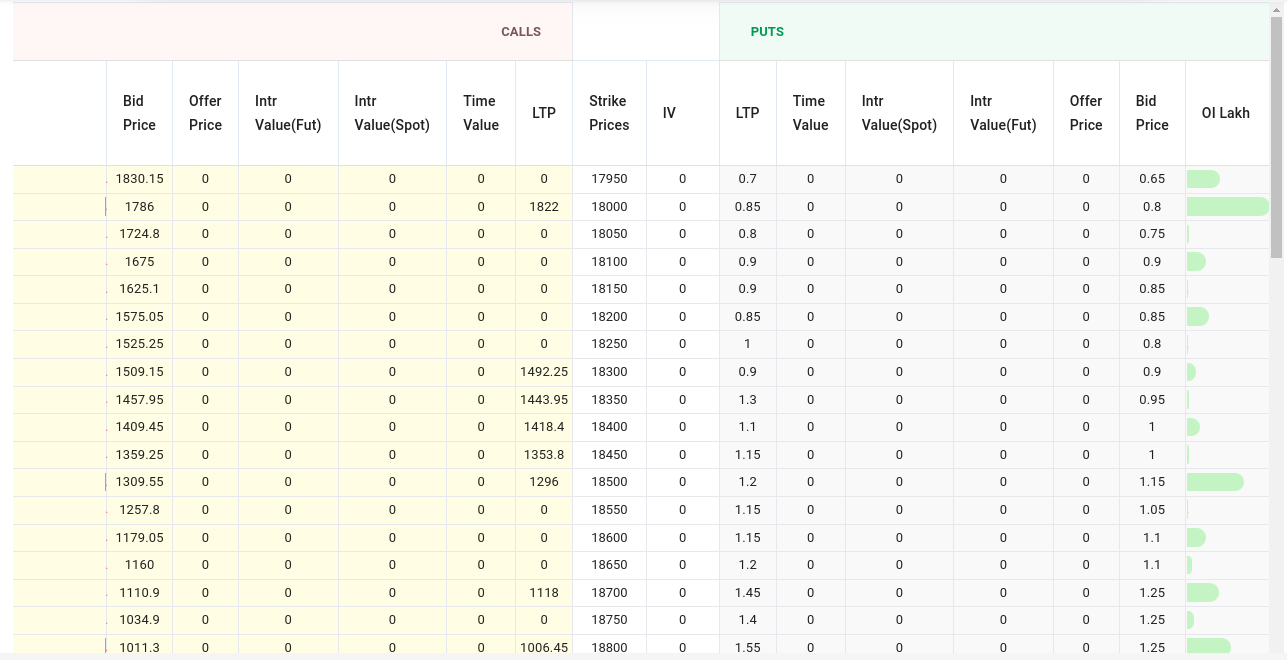 CALLS PUTS
Bid Price Offer Price Intr Value(Fut) Intr Value(Spot) Time Value LTP Strike Prices IV LTP Time Value Intr Value(Spot) Intr Value(Fut) Offer Price Bid Price OI Lakh
1830.15 0 0 0 0 0 17950 0 0.7 0 0 0 0 0.65
1786 0 0 0 0 1822 18000 0 0.85 0 0 0 0 0.8
1724.8 0 0 0 0 0 18050 0 0.8 0 0 0 0 0.75
1675 0 0 0 0 0 18100 0 0.9 0 0 0 0 0.9
1625.1 0 0 0 0 0 18150 0 0.9 0 0 0 0 0.85
1575.05 0 0 0 0 0 18200 0 0.85 0 0 0 0 0.85
1525.25 0 0 0 0 0 18250 0 1 0 0 0 0 0.8
1509.15 0 0 0 0 1492.25 18300 0 0.9 0 0 0 0 0.9
1457.95 0 0 0 0 1443.95 18350 0 1.3 0 0 0 0 0.95
1409.45 0 0 0 0 1418.4 18400 0 1.1 0 0 0 0 1
1359.25 0 0 0 0 1353.8 18450 0 1.15 0 0 0 0 1
1309.55 0 0 0 0 1296 18500 0 1.2 0 0 0 0 1.15
1257.8 0 0 0 0 0 18550 0 1.15 0 0 0 0 1.05
1179.05 0 0 0 0 0 18600 0 1.15 0 0 0 0 1.1
1160 0 0 0 0 0 18650 0 1.2 0 0 0 0 1.1
1110.9 0 0 0 0 1118 18700 0 1.45 0 0 0 0 1.25
1034.9 0 0 0 0 0 18750 0 1.4 0 0 0 0 1.25
1011.3 0 0 0 0 1006.45 18800 0 1.55 0 0 0 0 1.25